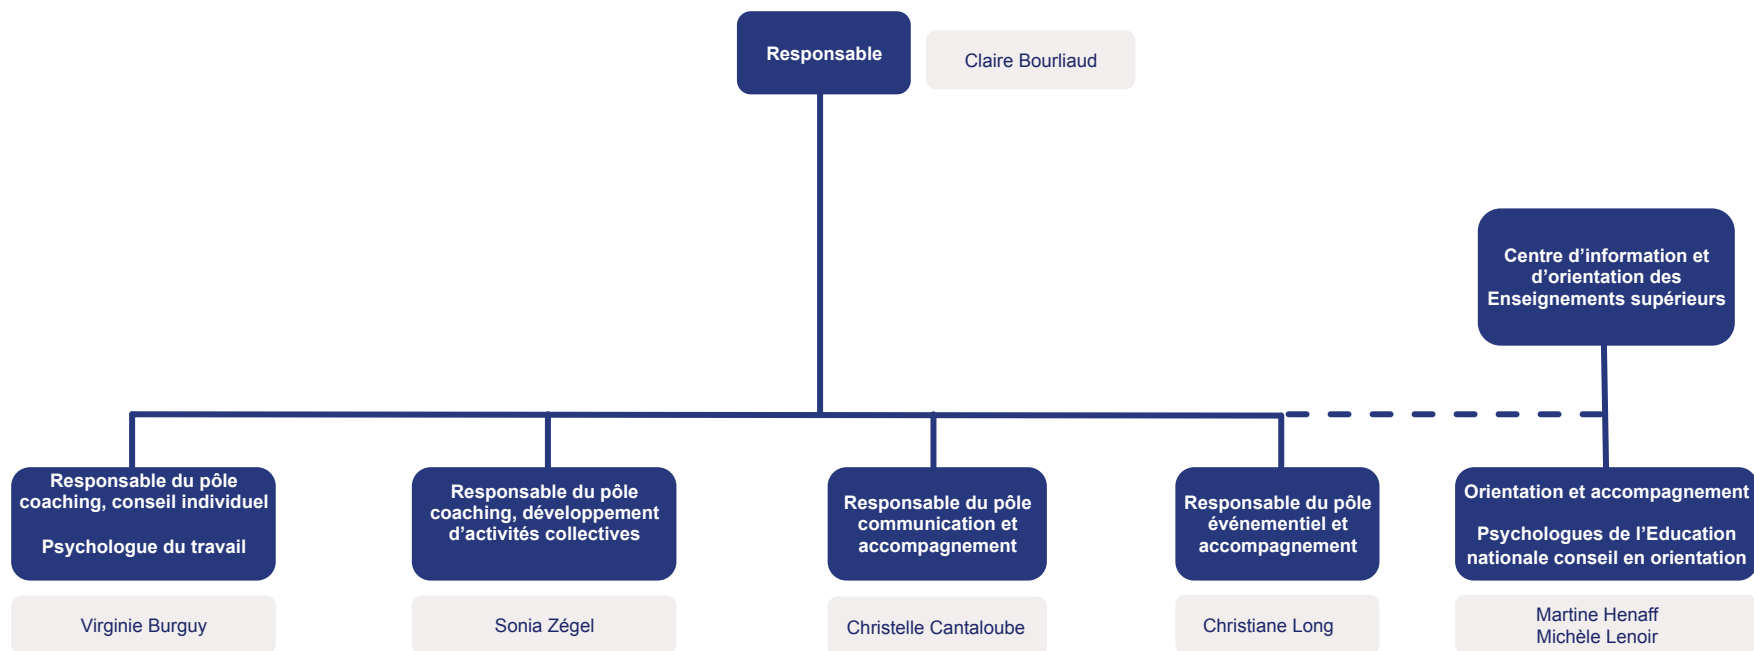 Responsable
Claire Bourliaud
Centre d’information et
d’orientation des
Enseignements supérieurs
Responsable du pôle
coaching, conseil individuel
Psychologue du travail
Virginie Burguy
Responsable du pôle
coaching, développement
d’activités collectives
Sonia Zégel
Responsable du pôle
communication et
accompagnement
Christelle Cantaloube
Responsable du pôle
événementiel et
accompagnement
Christiane Long
Orientation et accompagnement
Psychologues de l’Education
nationale conseil en orientation
Martine Henaff
Michèle Lenoir